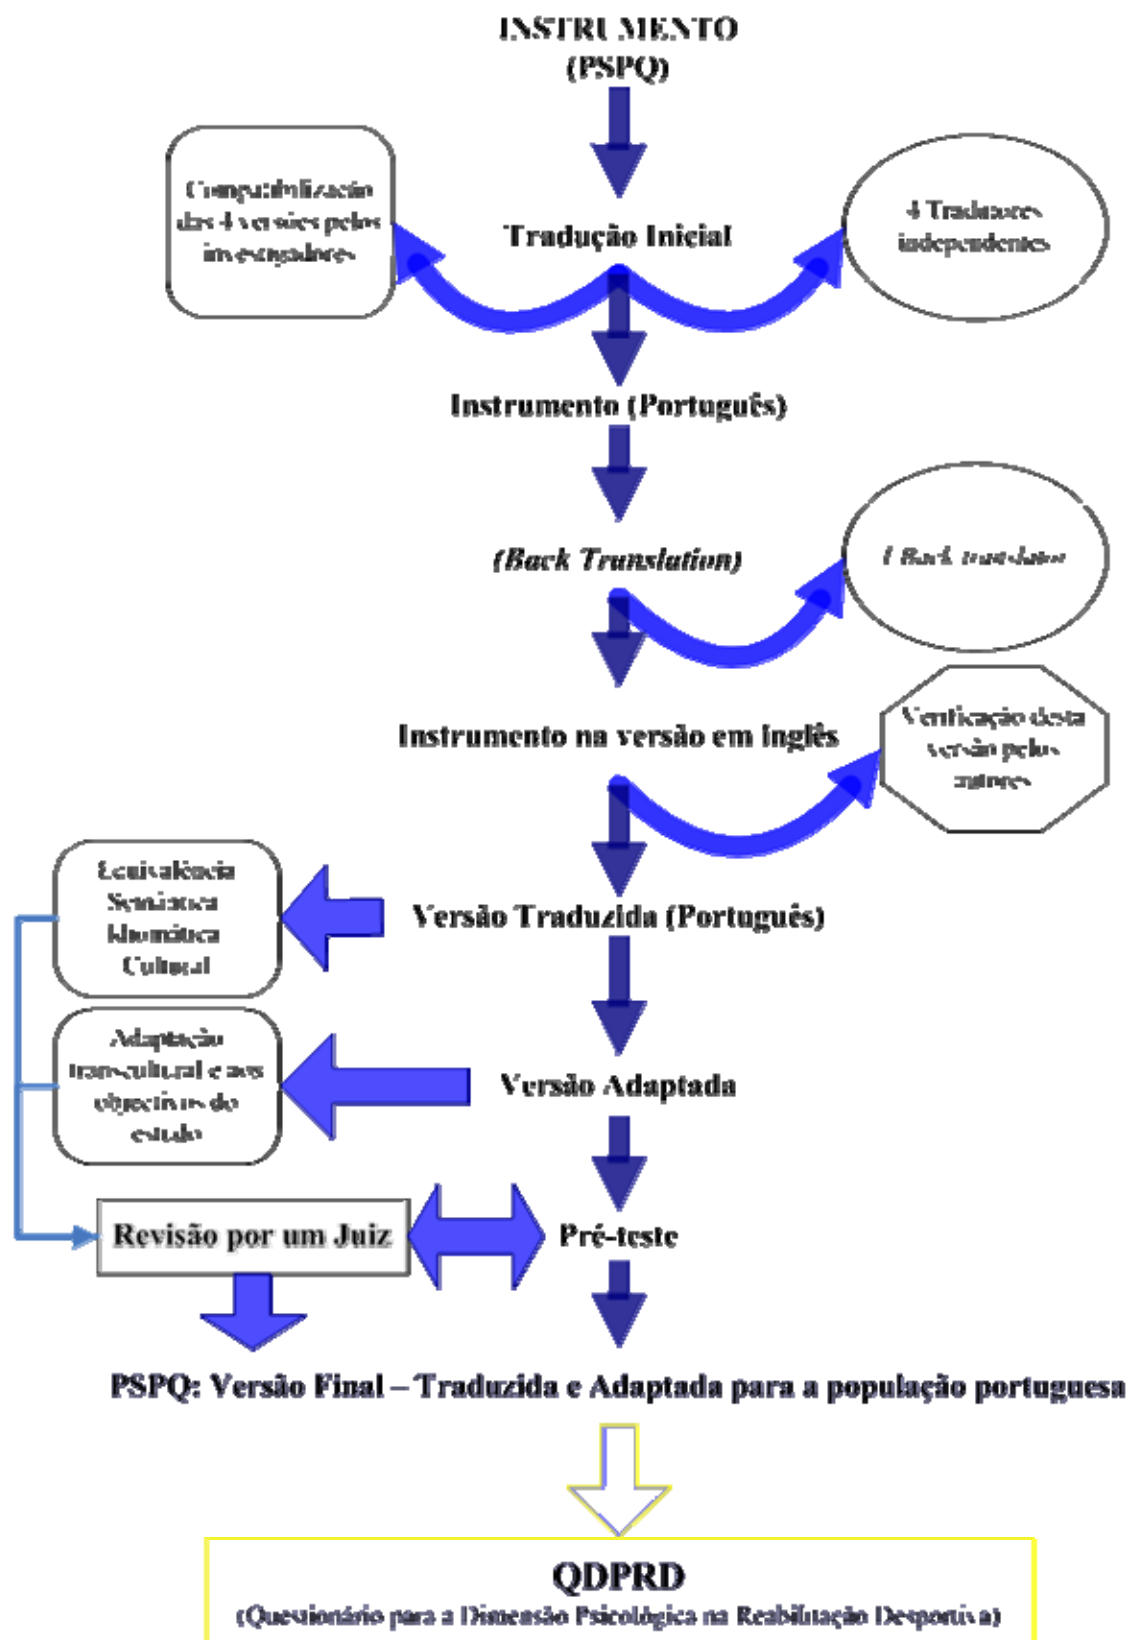 INSTRUMENTO
(PSPQ)
Compatibilização
das 4 versões pelos
investigadores
Tradução Inicial
4 Tradutores
independentes
Instrumento (Português)
(Back Translation)
1 Back translator
Instrumento na versão em inglês
Verificação desta
versão pelos
autores
Equivalência
Semântica
Idiomática
Cultural
Versão Traduzida (Português)
Adaptação
transcultural e aos
objectivos do
estudo
Versão Adaptada
Revisão por um Juiz
Pré-teste
PSPQ: Versão Final – Traduzida e Adaptada para a população portuguesa
QDPRD
(Questionário para a Dimensão Psicológica na Reabilitação Desportiva)